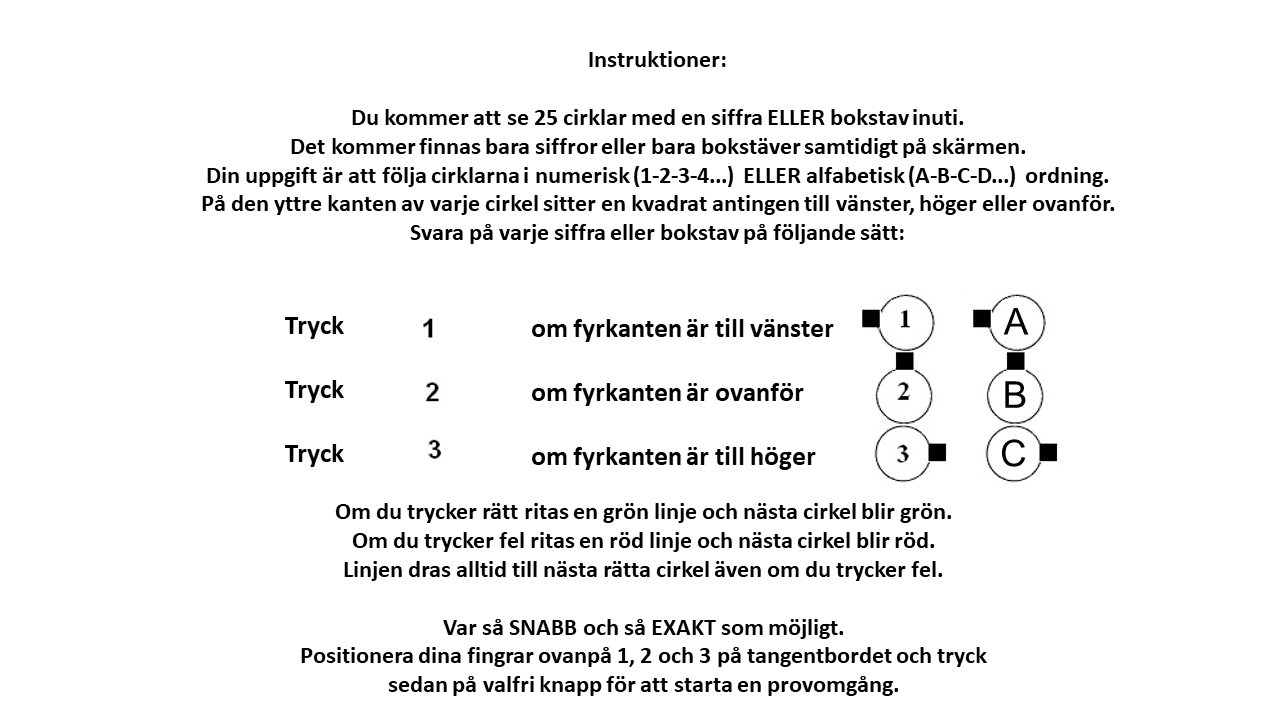 Instruktioner:
Du kommer att se 25 cirklar med en siffra ELLER bokstav inuti.
Det kommer finnas bara siffror eller bara bokstäver samtidigt på skärmen.
Din uppgift är att följa cirklarna i numerisk (1-2-3-4...) ELLER alfabetisk (A-B-C-D...) ordning.
På den yttre kanten av varje cirkel sitter en kvadrat antingen till vänster, höger eller ovanför.
Svara på varje siffra eller bokstav på följande sätt:
Tryck 1 om fyrkanten är till vänster 1 A
Tryck 2 om fyrkanten är ovanför 2 B
Tryck 3 om fyrkanten är till höger 3 C
Om du trycker rätt ritas en grön linje och nästa cirkel blir grön.
Om du trycker fel ritas en röd linje och nästa cirkel blir röd.
Linjen dras alltid till nästa rätta cirkel även om du trycker fel.
Var så SNABB och så EXAKT som möjligt.
Positionera dina fingrar ovanpå 1, 2 och 3 på tangentbordet och tryck
sedan på valfri knapp för att starta en provomgång.